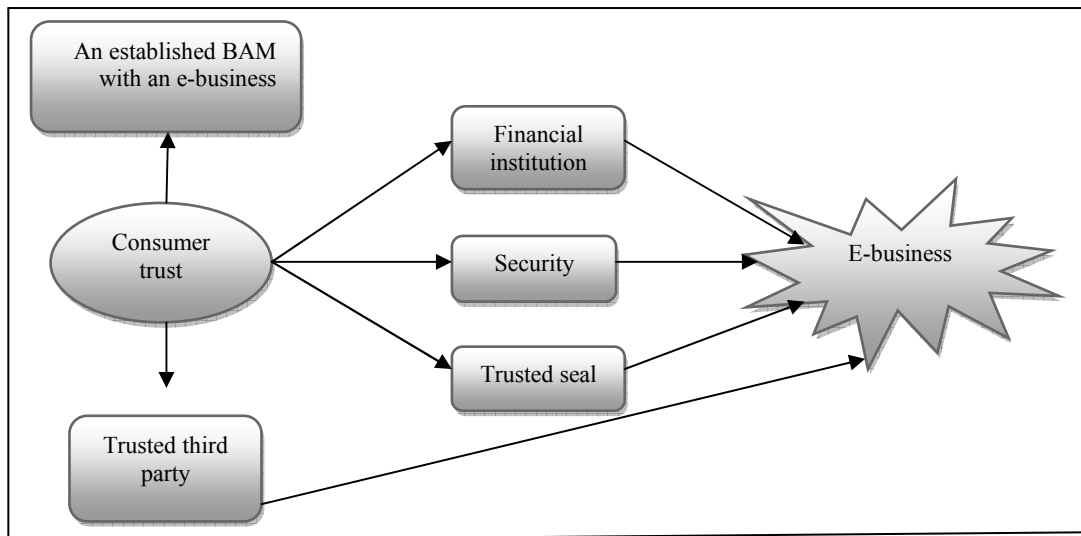 An established BAM
with an e-business
Financial
institution
Consumer
trust
Security
E-business
Trusted seal
Trusted third
party